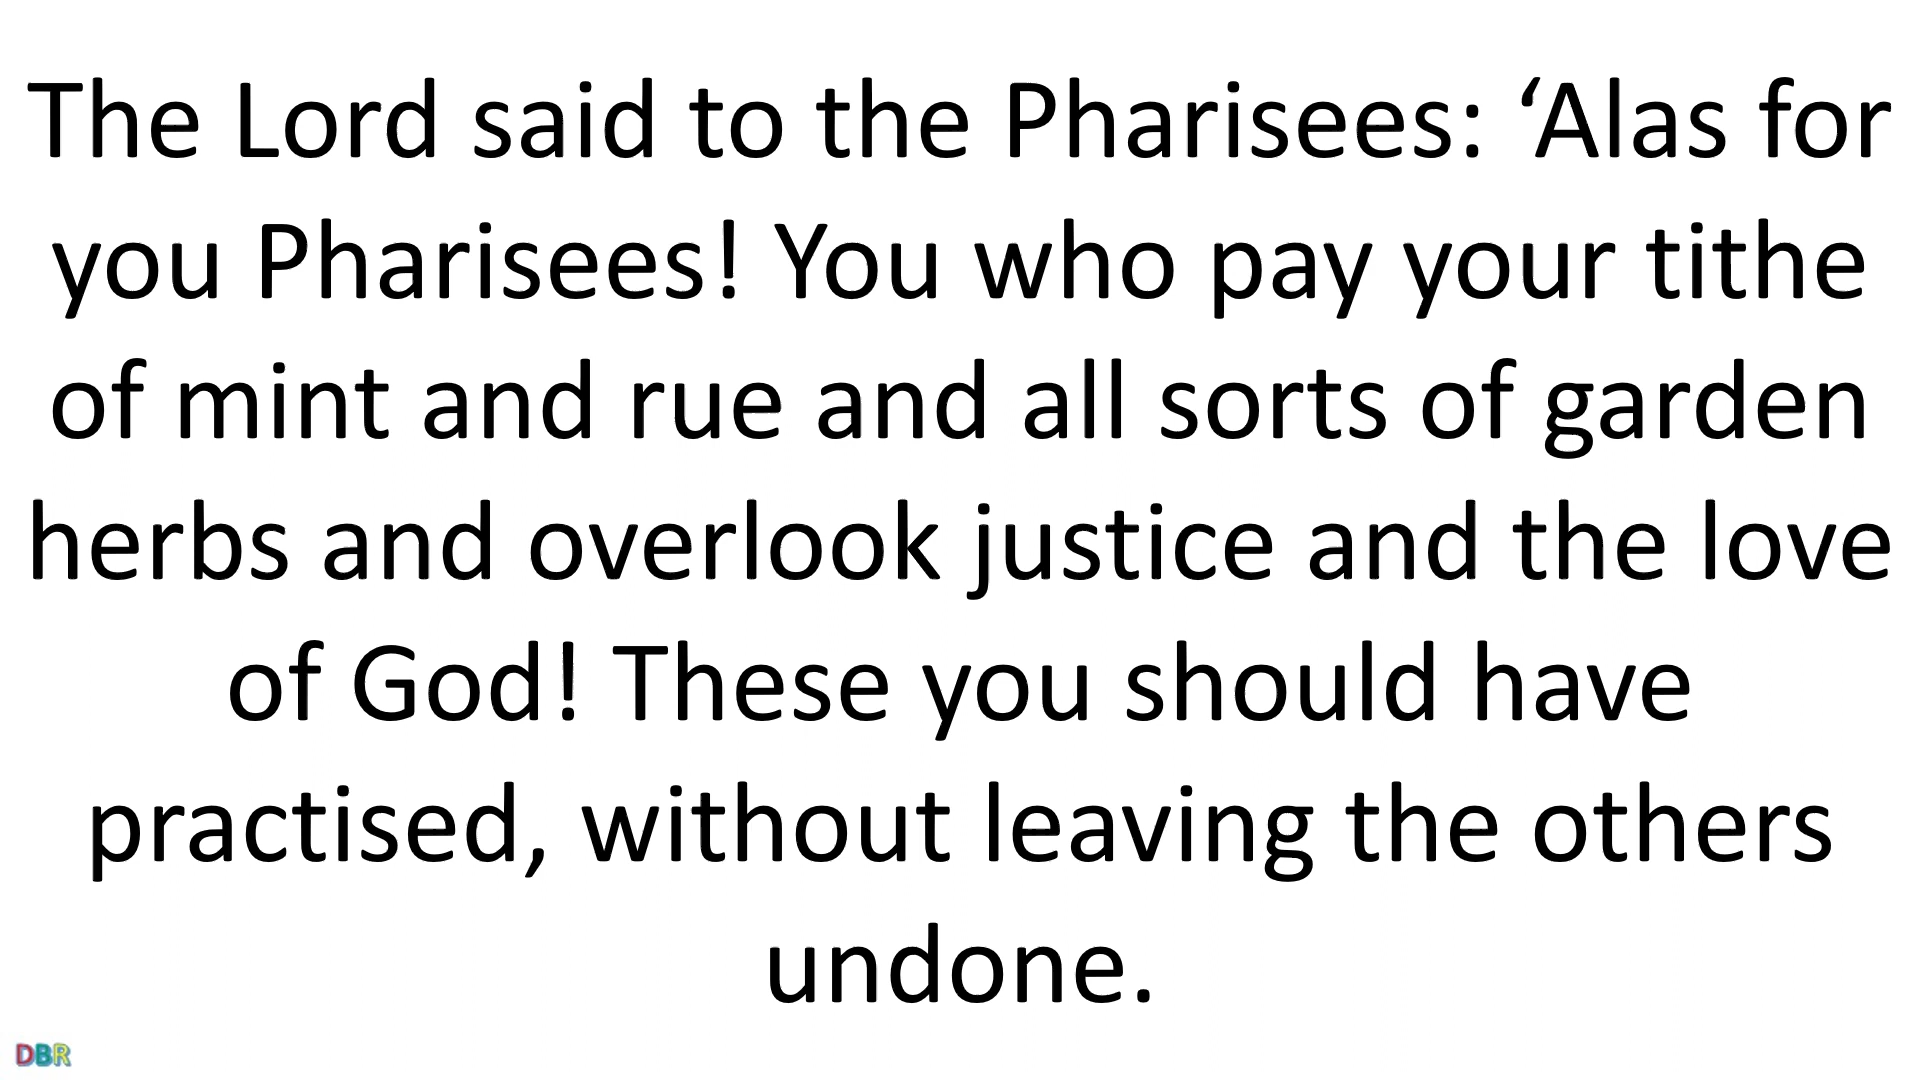 The Lord said to the Pharisees: ‘Alas for
you Pharisees! You who pay your tithe
of mint and rue and all sorts of garden
herbs and overlook justice and the love
of God! These you should have
practised, without leaving the others
undone.
DBR